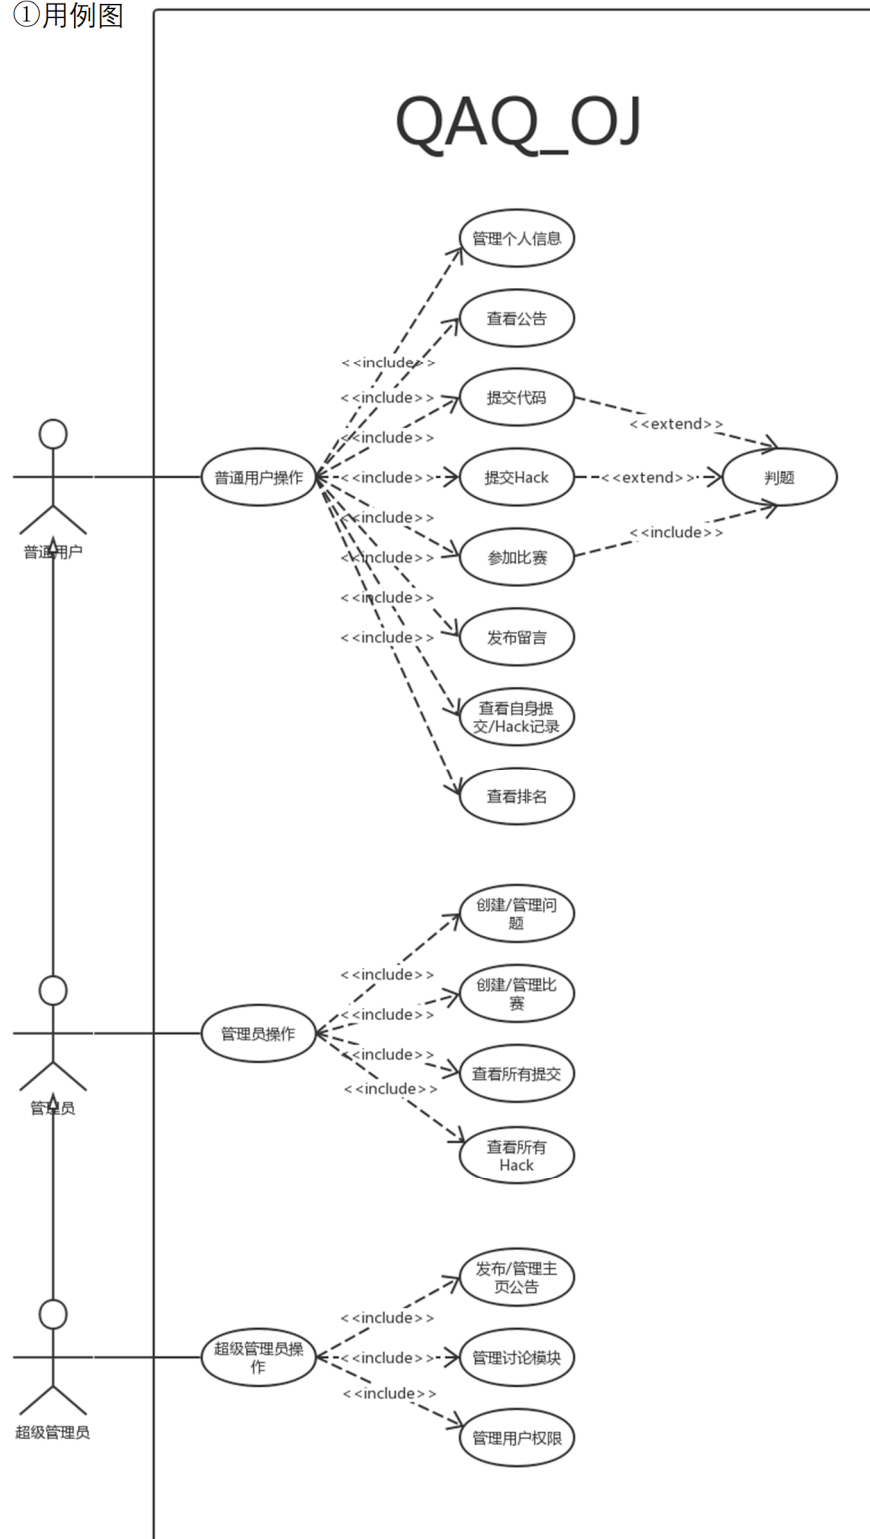 ①用例图
QAQ_OJ
管理个人信息
查看公告
<<include>>
<<include>>
提交代码
<<extend>>
<<include>>
普通用户操作
<<include>>
提交Hack
<<extend>>
判题
<<include>>
<<include>>
普通用户
<<include>>
参加比赛
<<include>>
<<include>>
发布留言
查看自身提
交/Hack记录
查看排名
创建/管理问
题
<<include>>
创建/管理比
赛
<<include>>
管理员操作
<<include>>
查看所有提交
<<include>>
管理员
查看所有
Hack
发布/管理主
页公告
<<include>>
超级管理员操
作
<<include>>
管理讨论模块
<<include>>
超级管理员
管理用户权限